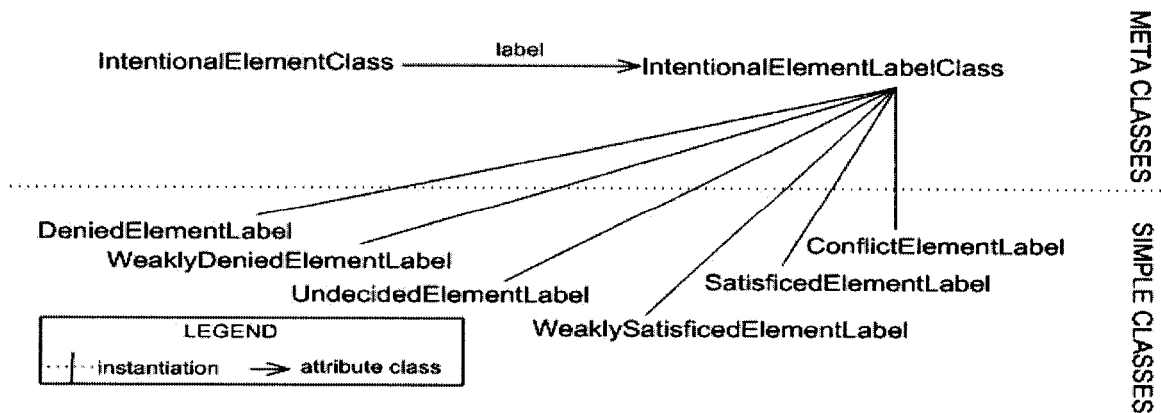 label
IntentionalElementClass
IntentionalElementLabelClass
META CLASSES
DeniedElementLabel
WeaklyDeniedElementLabel
UndecidedElementLabel
WeaklySatisficedElementLabel
SatisficedElementLabel
ConflictElementLabel
SIMPLE CLASSES
LEGEND
instantiation
attribute class